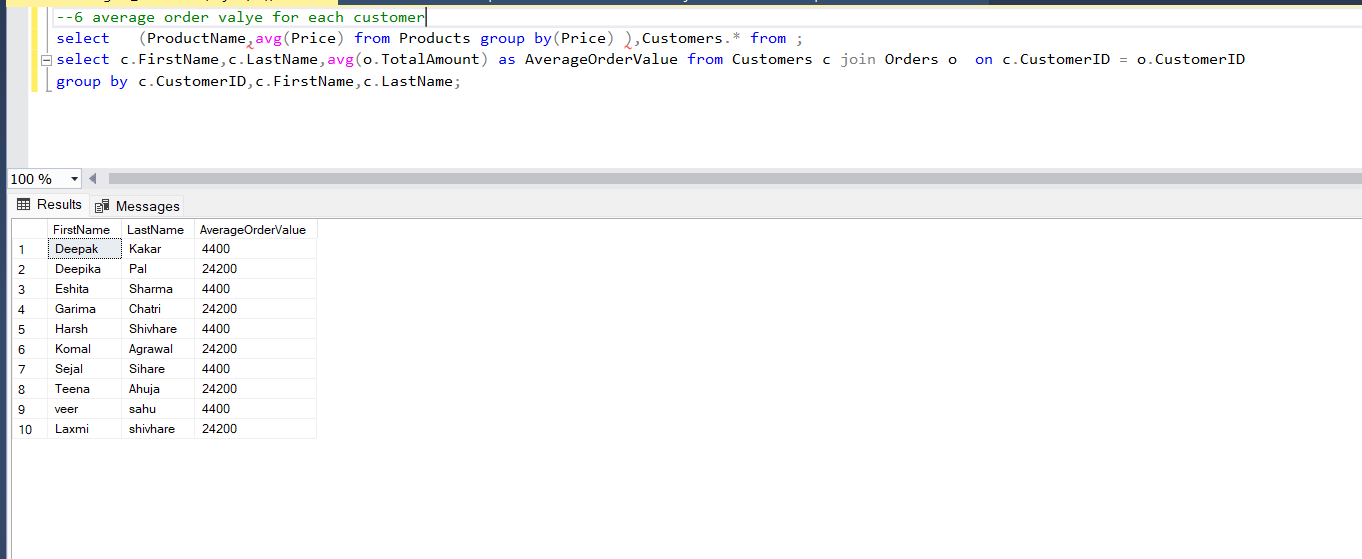 --6 average order valye for each customer
select   (ProductName,avg(Price) from Products group by(Price) ),Customers.* from ;
select c.FirstName,c.LastName,avg(o.TotalAmount) as AverageOrderValue from Customers c join Orders o  on c.CustomerID = o.CustomerID
group by c.CustomerID,c.FirstName,c.LastName;
100 %
Results Messages
FirstName LastName AverageOrderValue
1 Deepak Kakar 4400
2 Deepika Pal 24200
3 Eshita Sharma 4400
4 Garima Chatri 24200
5 Harsh Shivhare 4400
6 Komal Agrawal 24200
7 Sejal Sihare 4400
8 Teena Ahuja 24200
9 veer sahu 4400
10 Laxmi shivhare 24200